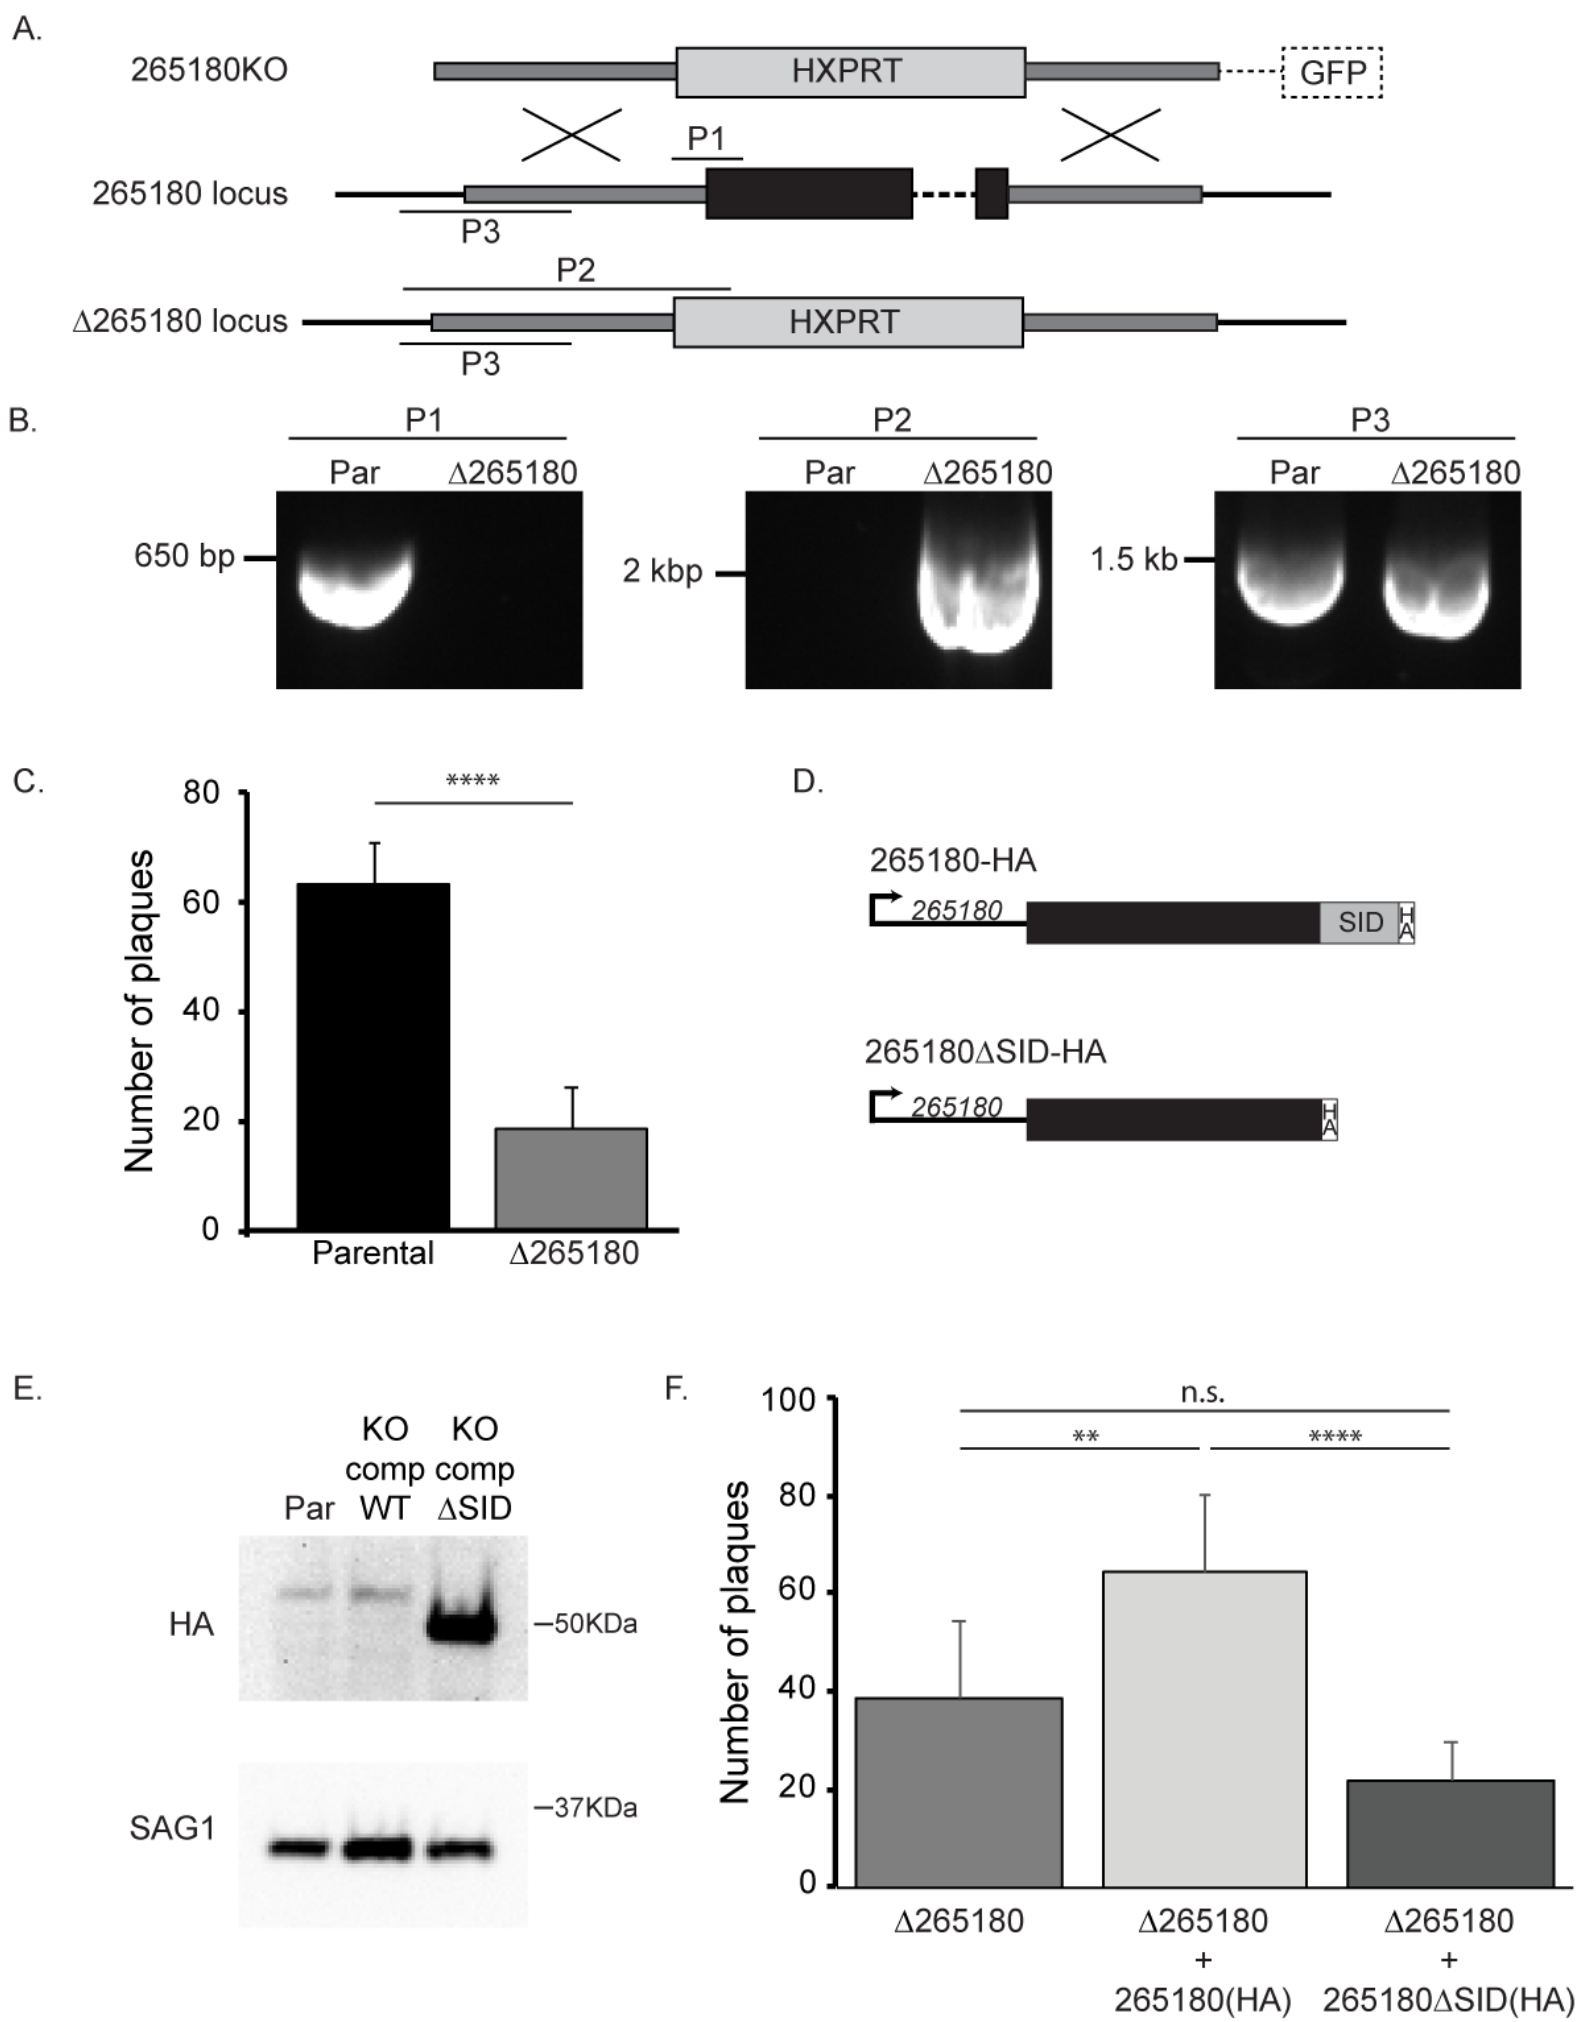 A.
265180KO
HXPRT
GFP
P1
265180 locus
P3
P2
Δ265180 locus
HXPRT
P3
B.
P1
P2
P3
Par Δ265180
Par Δ265180
Par Δ265180
650 bp
2 kbp
1.5 kb
C.
80
60
40
20
0
Number of plaques
****
Parental
Δ265180
D.
265180-HA
265180
SID
HA
265180ΔSID-HA
265180
HA
E.
Par
KO
comp
WT
KO
comp
ΔSID
HA
50KDa
37KDa
SAG1
F.
100
80
60
40
20
0
Number of plaques
n.s.
**
****
Δ265180
Δ265180
+
265180(HA)
Δ265180
+
265180ΔSID(HA)